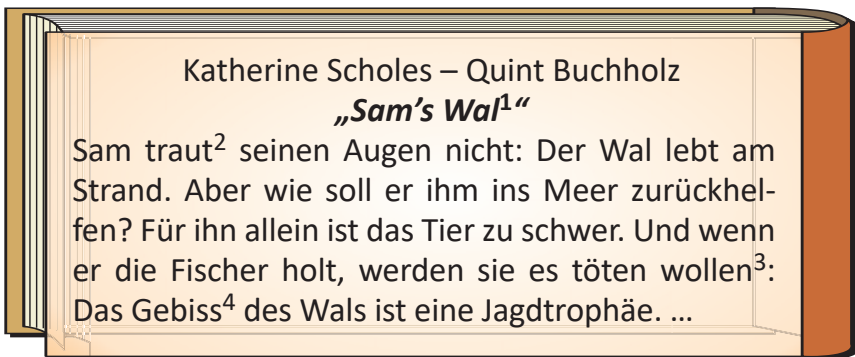 Katherine Scholes – Quint Buchholz
„Sam’s Wal¹“
Sam traut² seinen Augen nicht: Der Wal lebt am
Strand. Aber wie soll er ihm ins Meer zurückhel-
fen? Für ihn allein ist das Tier zu schwer. Und wenn
er die Fischer holt, werden sie es töten wollen³:
Das Gebiss⁴ des Wals ist eine Jagdtrophäe. ...